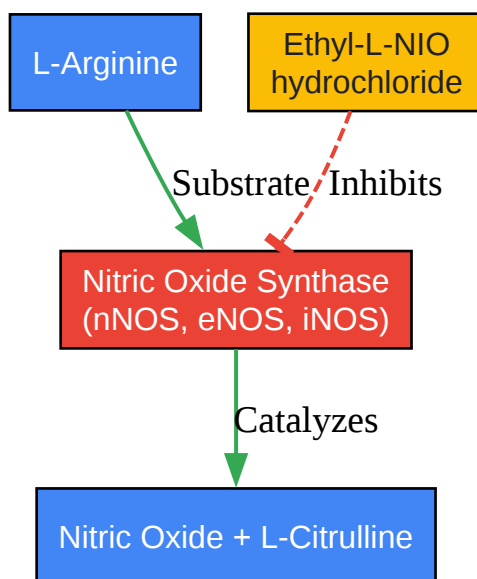 L-Arginine
Ethyl-L-NIO
hydrochloride
Substrate
Inhibits
Nitric Oxide Synthase
(nNOS, eNOS, iNOS)
Catalyzes
Nitric Oxide + L-Citrulline